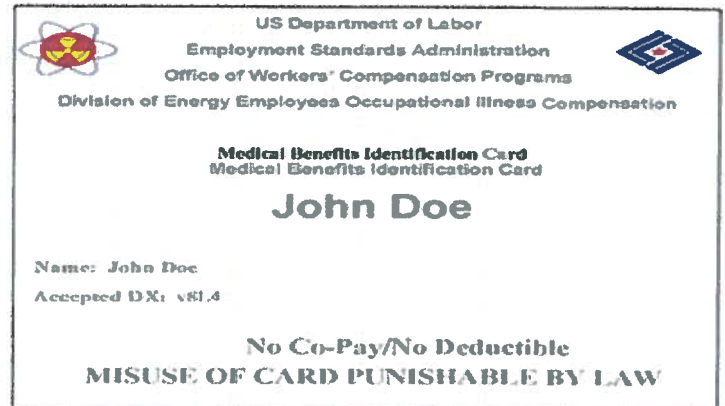 US Department of Labor
Employment Standards Administration
Office of Workers' Compensation Programs
Division of Energy Employees Occupational Illness Compensation
Medical Benefits Identification Card
Medical Benefits Identification Card
John Doe
Name: John Doe
Accepted DX: v81.4
No Co-Pay/No Deductible
MISUSE OF CARD PUNISHABLE BY LAW